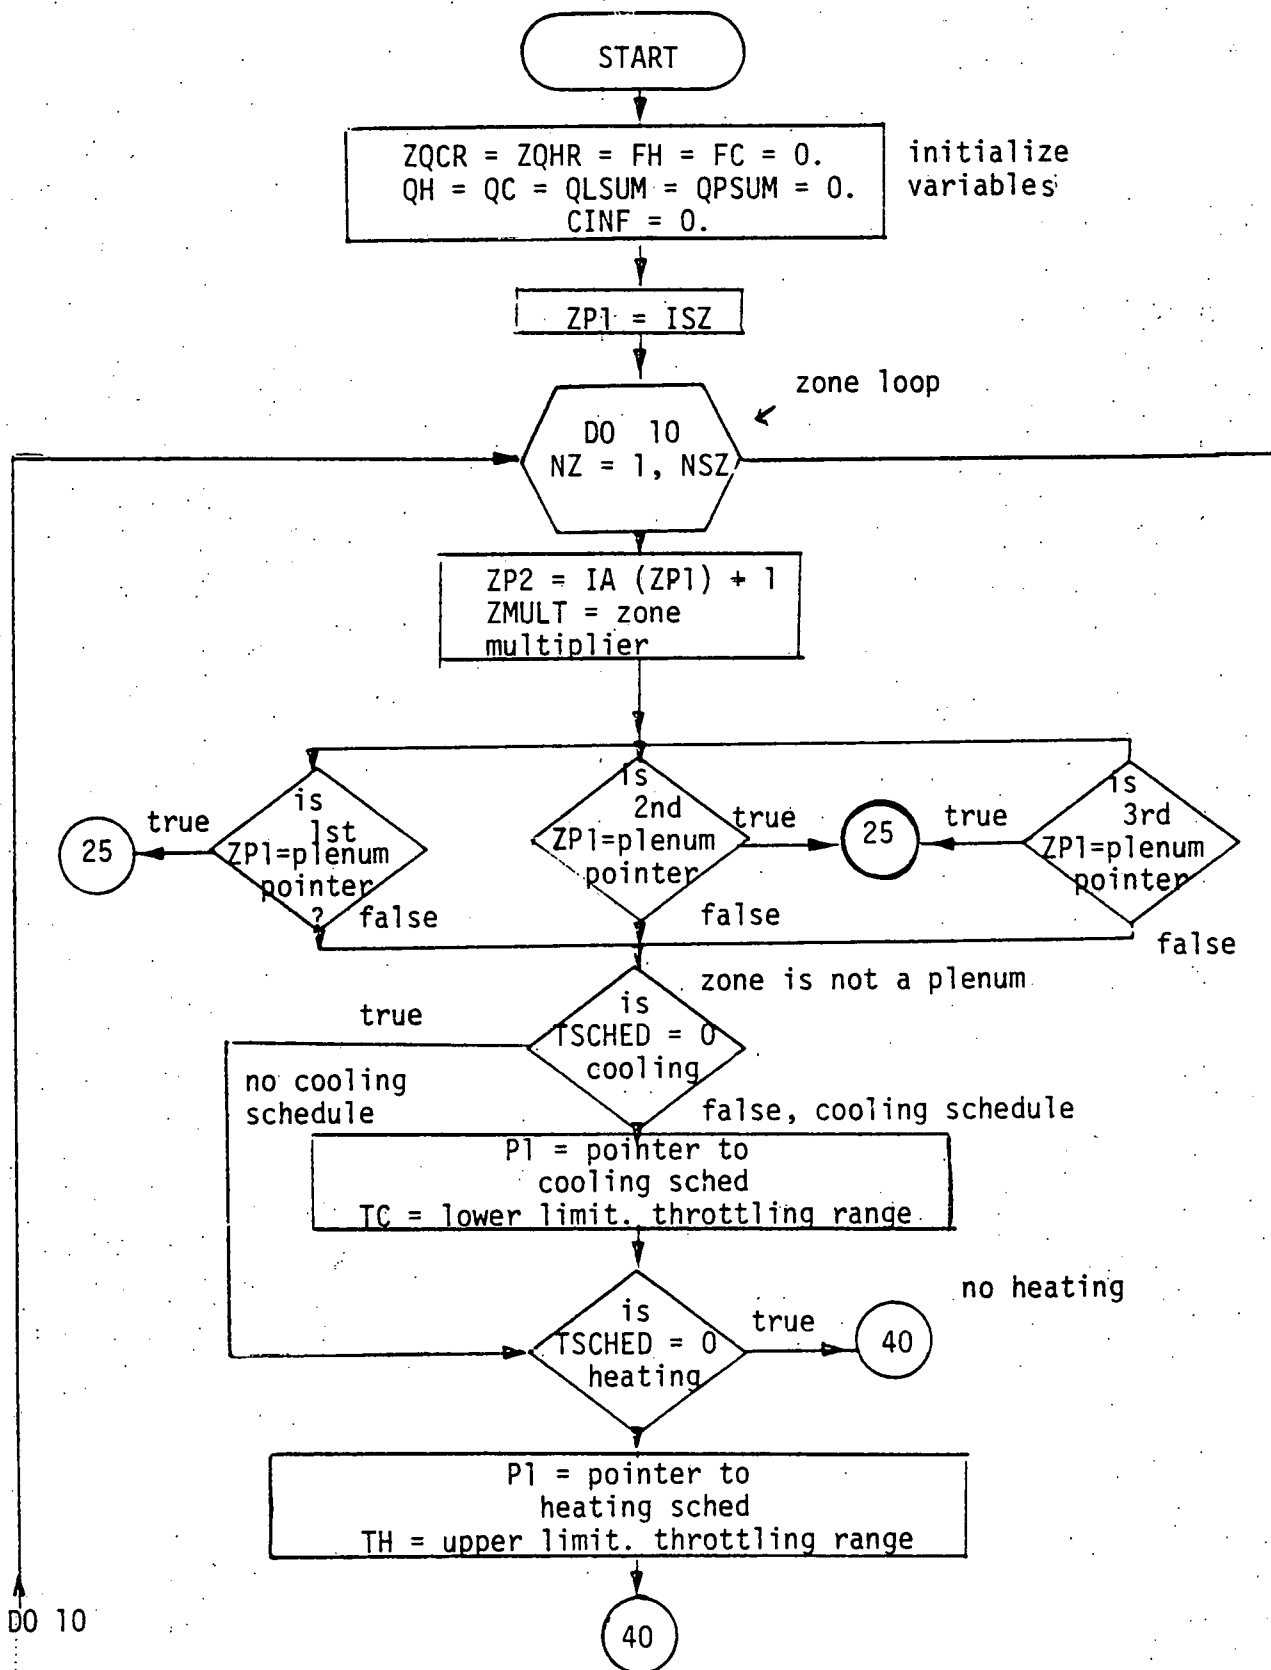 START
ZQCR = ZQHR = FH = FC = 0.
QH = QC = QLSUM = QPSUM = 0.
CINF = 0.
initialize
variables
ZP1 = ISZ
zone loop
DO 10
NZ = 1, NSZ
ZP2 = IA (ZP1) + 1
ZMULT = zone
multiplier
is
1st
ZP1=plenum
pointer
?
true
25
false
is
2nd
ZP1=plenum
pointer
true
25
false
is
3rd
ZP1=plenum
pointer
true
false
zone is not a plenum
is
TSCHED = 0
cooling
true
no cooling
schedule
false, cooling schedule
P1 = pointer to
cooling sched
TC = lower limit. throttling range
is
TSCHED = 0
heating
true
no heating
40
P1 = pointer to
heating sched
TH = upper limit. throttling range
40
DO 10